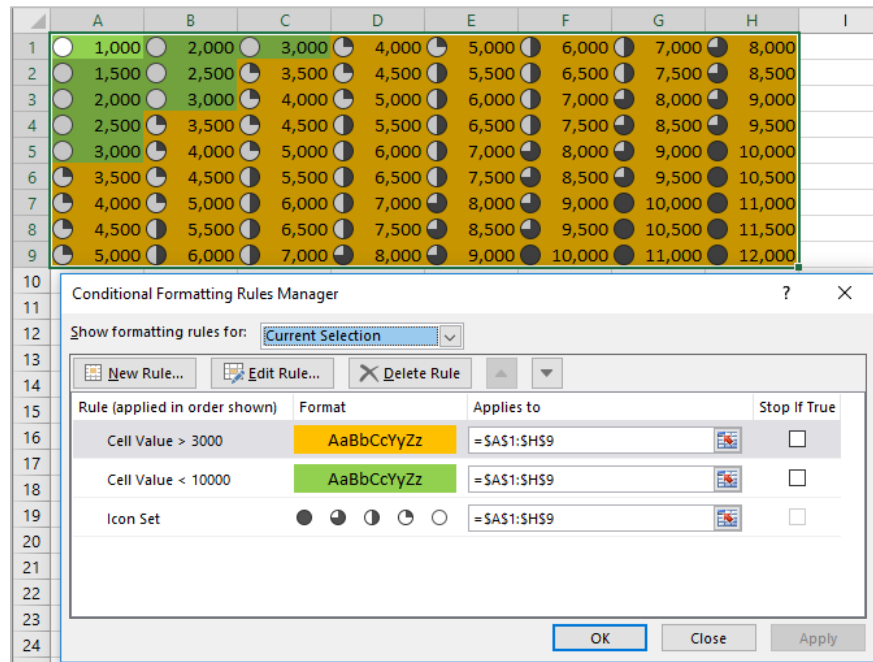 A B C D E F G H I
1 1,000 2,000 3,000 4,000 5,000 6,000 7,000 8,000
2 1,500 2,500 3,500 4,500 5,500 6,500 7,500 8,500
3 2,000 3,000 4,000 5,000 6,000 7,000 8,000 9,000
4 2,500 3,500 4,500 5,500 6,500 7,500 8,500 9,500
5 3,000 4,000 5,000 6,000 7,000 8,000 9,000 10,000
6 3,500 4,500 5,500 6,500 7,500 8,500 9,500 10,500
7 4,000 5,000 6,000 7,000 8,000 9,000 10,000 11,000
8 4,500 5,500 6,500 7,500 8,500 9,500 10,500 11,500
9 5,000 6,000 7,000 8,000 9,000 10,000 11,000 12,000
10
11 Conditional Formatting Rules Manager ?
12 Show formatting rules for: Current Selection
13
14 New Rule... Edit Rule... Delete Rule
15 Rule (applied in order shown) Format Applies to Stop If True
16 Cell Value > 3000 AaBbCcYyZz =$A$1:$H$9
17
18 Cell Value < 10000 AaBbCcYyZz =$A$1:$H$9
19 Icon Set =$A$1:$H$9
20
21
22
23
24 OK Close Apply